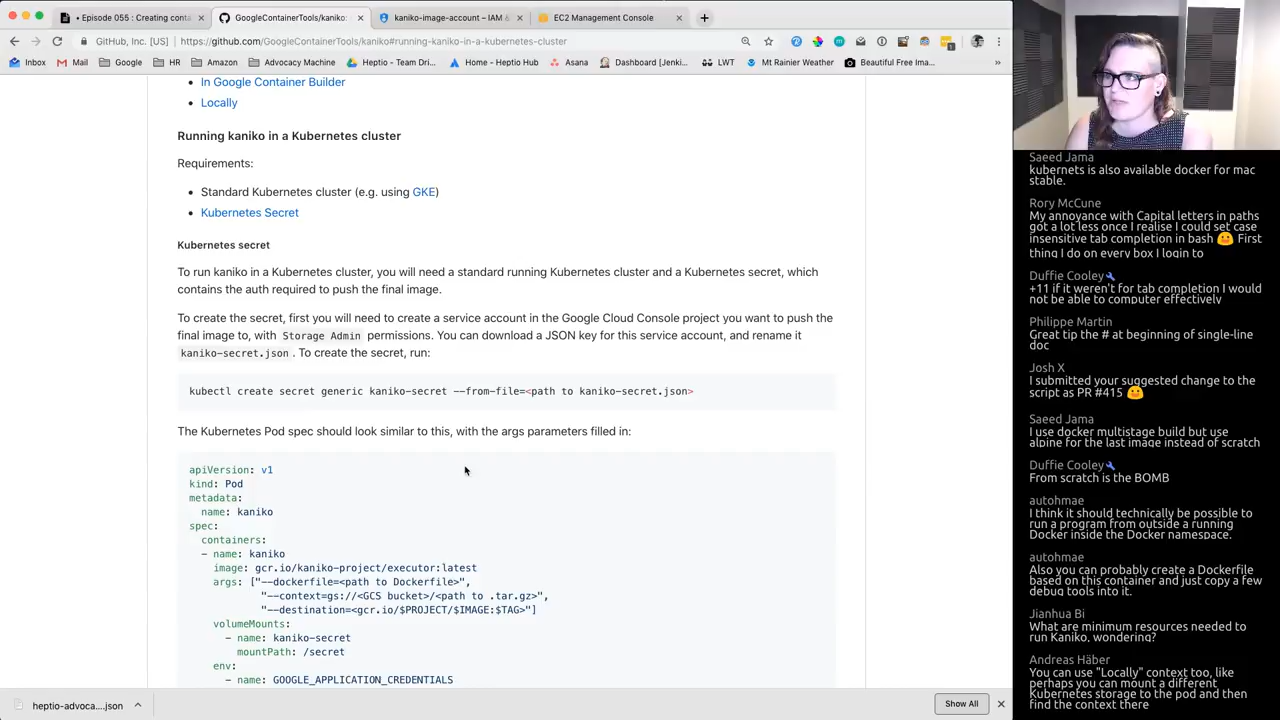 • Episode 055 : Creating conta
GoogleContainerTools/kaniko:
kaniko-image-account – IAM &
EC2 Management Console
GitHub, Inc. [US]
https://github.com/GoogleContainerTools/kaniko#running-kaniko-in-a-kubernetes-cluster
Inbox
Mail
Google
HR
Amazon
Advocacy Machine
Heptio - Team Dri...
Home - Heptio Hub
Asana
Dashboard [Jenki...
LWT
Mt Rainier Weather
Beautiful Free Ima...
»
In Google Container Builder
Locally
Running kaniko in a Kubernetes cluster
Requirements:
• Standard Kubernetes cluster (e.g. using GKE)
• Kubernetes Secret
Kubernetes secret
To run kaniko in a Kubernetes cluster, you will need a standard running Kubernetes cluster and a Kubernetes secret, which
contains the auth required to push the final image.
To create the secret, first you will need to create a service account in the Google Cloud Console project you want to push the
final image to, with Storage Admin permissions. You can download a JSON key for this service account, and rename it
kaniko-secret.json . To create the secret, run:
kubectl create secret generic kaniko-secret --from-file=<path to kaniko-secret.json>
The Kubernetes Pod spec should look similar to this, with the args parameters filled in:
apiVersion: v1
kind: Pod
metadata:
name: kaniko
spec:
containers:
- name: kaniko
image: gcr.io/kaniko-project/executor:latest
args: ["--dockerfile=<path to Dockerfile>",
"--context=gs://<GCS bucket>/<path to .tar.gz>",
"--destination=<gcr.io/$PROJECT/$IMAGE:$TAG>"]
volumeMounts:
- name: kaniko-secret
mountPath: /secret
env:
- name: GOOGLE_APPLICATION_CREDENTIALS
heptio-advoca....json
Show All
Saeed Jama
kubernets is also available docker for mac
stable.
Rory McCune
My annoyance with Capital letters in paths
got a lot less once I realise I could set case
insensitive tab completion in bash 😀 First
thing I do on every box I login to
Duffie Cooley
+11 if it weren't for tab completion I would
not be able to computer effectively
Philippe Martin
Great tip the # at beginning of single-line
doc
Josh X
I submitted your suggested change to the
script as PR #415 😀
Saeed Jama
I use docker multistage build but use
alpine for the last image instead of scratch
Duffie Cooley
From scratch is the BOMB
autohmae
I think it should technically be possible to
run a program from outside a running
Docker inside the Docker namespace.
autohmae
Also you can probably create a Dockerfile
based on this container and just copy a few
debug tools into it.
Jianhua Bi
What are minimum resources needed to
run Kaniko, wondering?
Andreas Häber
You can use "Locally" context too, like
perhaps you can mount a different
Kubernetes storage to the pod and then
find the context there